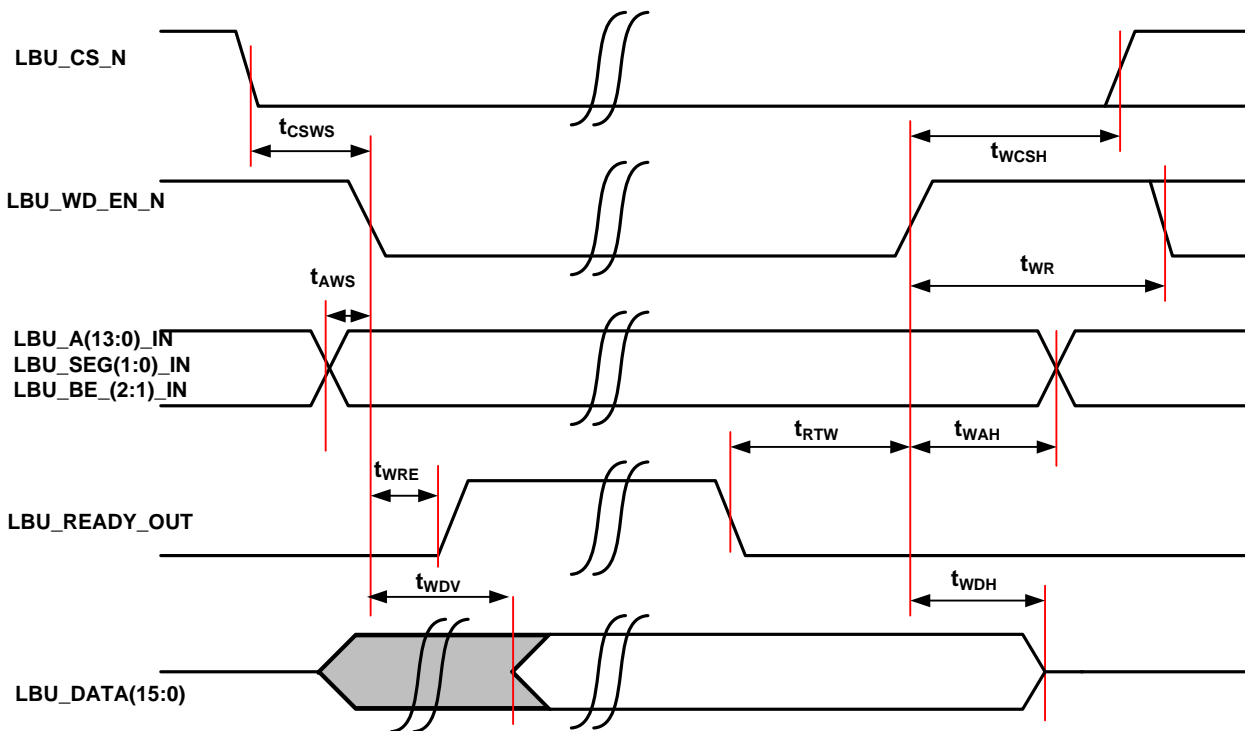 LBU_CS_N
tCSWS
tWCSH
LBU_WD_EN_N
tAWS
tWR
LBU_A(13:0)_IN
LBU_SEG(1:0)_IN
LBU_BE_(2:1)_IN
tRTW
tWAH
tWRE
LBU_READY_OUT
tWDV
tWDH
LBU_DATA(15:0)